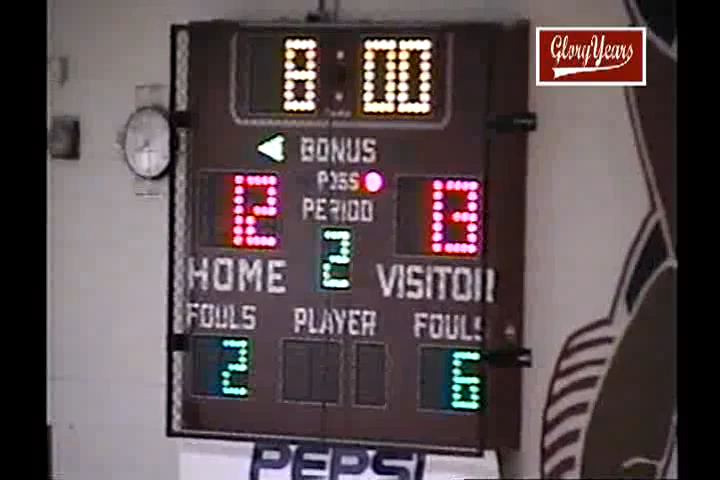 GloryYears
8:00
BONUS
POSS
12 PERIOD 13
HOME 2 VISITOR
FOULS PLAYER FOULS
2 6
PEPSI